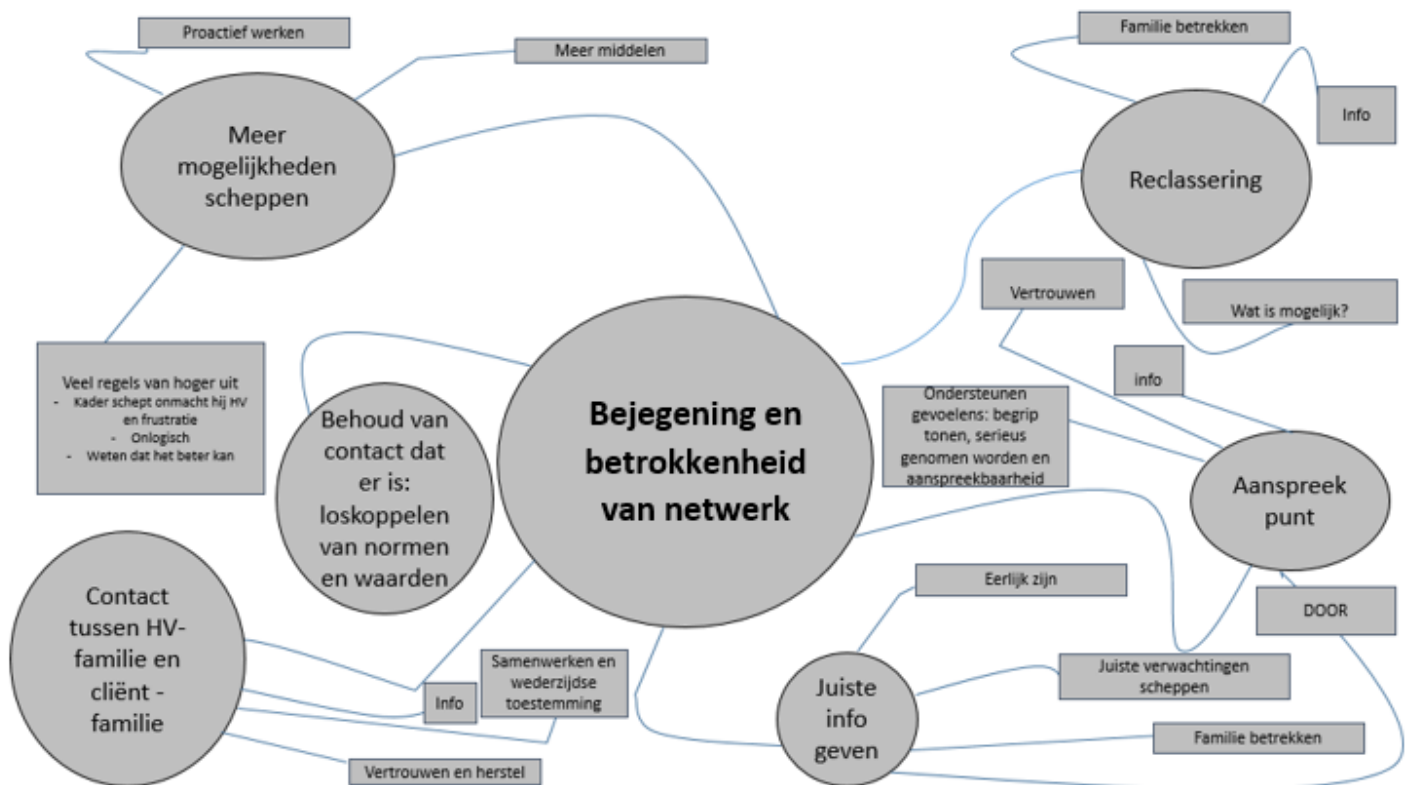 Proactief werken
Meer middelen
Familie betrekken
Info
Meer
mogelijkheden
scheppen
Reclassering
Vertrouwen
Wat is mogelijk?
info
Veel regels van hoger uit
- Kader schept onmacht hij HV
en frustratie
- Onlogisch
- Weten dat het beter kan
Behoud van
contact dat
er is:
loskoppelen
van normen
en waarden
Bejegening en
betrokkenheid
van netwerk
Ondersteunen
gevoelens: begrip
tonen, serieus
genomen worden en
aanspreekbaarheid
Aanspreek
punt
Contact
tussen HV-
familie en
cliënt -
familie
Eerlijk zijn
DOOR
Samenwerken en
wederzijdse
toestemming
Info
Juiste verwachtingen
scheppen
Juiste
info
geven
Familie betrekken
Vertrouwen en herstel